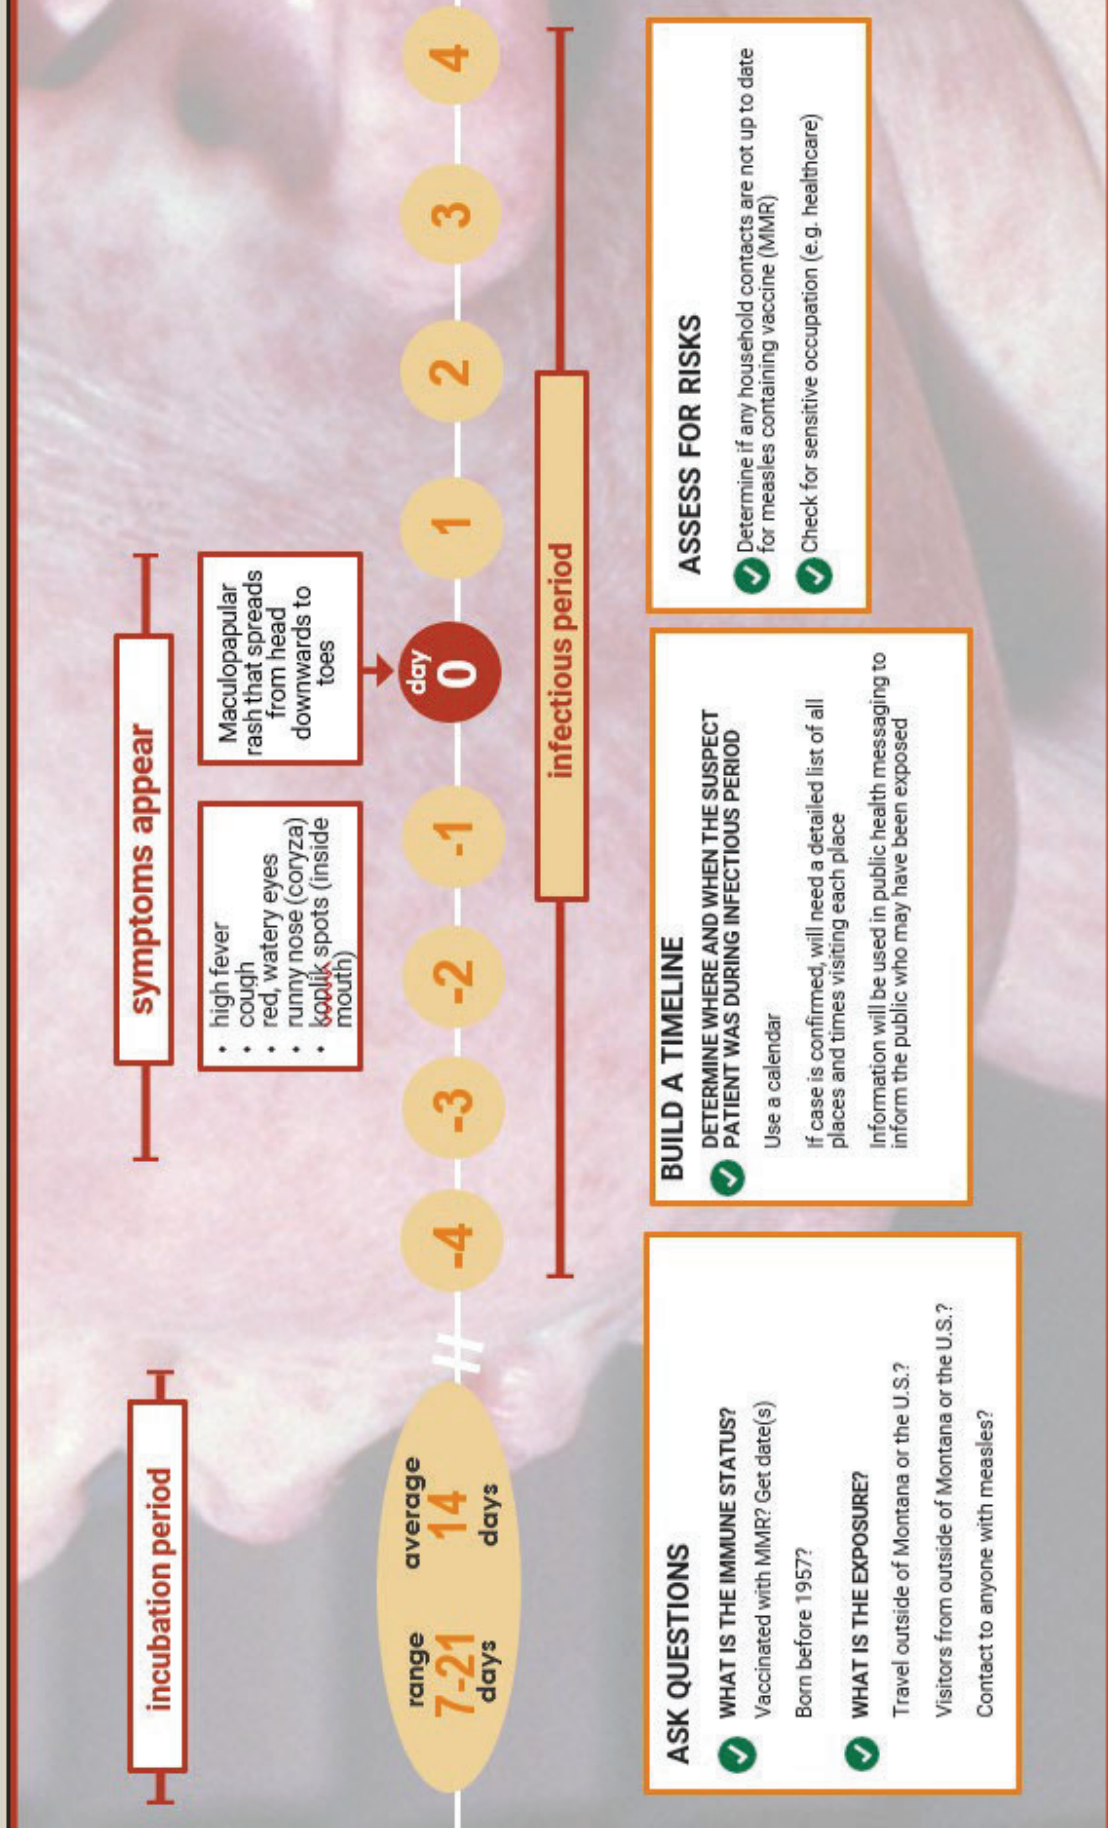 incubation period
symptoms appear
• high fever
• cough
• red, watery eyes
• runny nose (coryza)
• koplik spots (inside
mouth)
Maculopapular
rash that spreads
from head
downwards to
toes
range
7-21
days
average
14
days
-4
-3
-2
-1
day
0
1
2
3
4
infectious period
ASK QUESTIONS
WHAT IS THE IMMUNE STATUS?
Vaccinated with MMR? Get date(s)
Born before 1957?
WHAT IS THE EXPOSURE?
Travel outside of Montana or the U.S.?
Visitors from outside of Montana or the U.S.?
Contact to anyone with measles?
BUILD A TIMELINE
DETERMINE WHERE AND WHEN THE SUSPECT
PATIENT WAS DURING INFECTIOUS PERIOD
Use a calendar
If case is confirmed, will need a detailed list of all
places and times visiting each place
Information will be used in public health messaging to
inform the public who may have been exposed
ASSESS FOR RISKS
Determine if any household contacts are not up to date
for measles containing vaccine (MMR)
Check for sensitive occupation (e.g. healthcare)